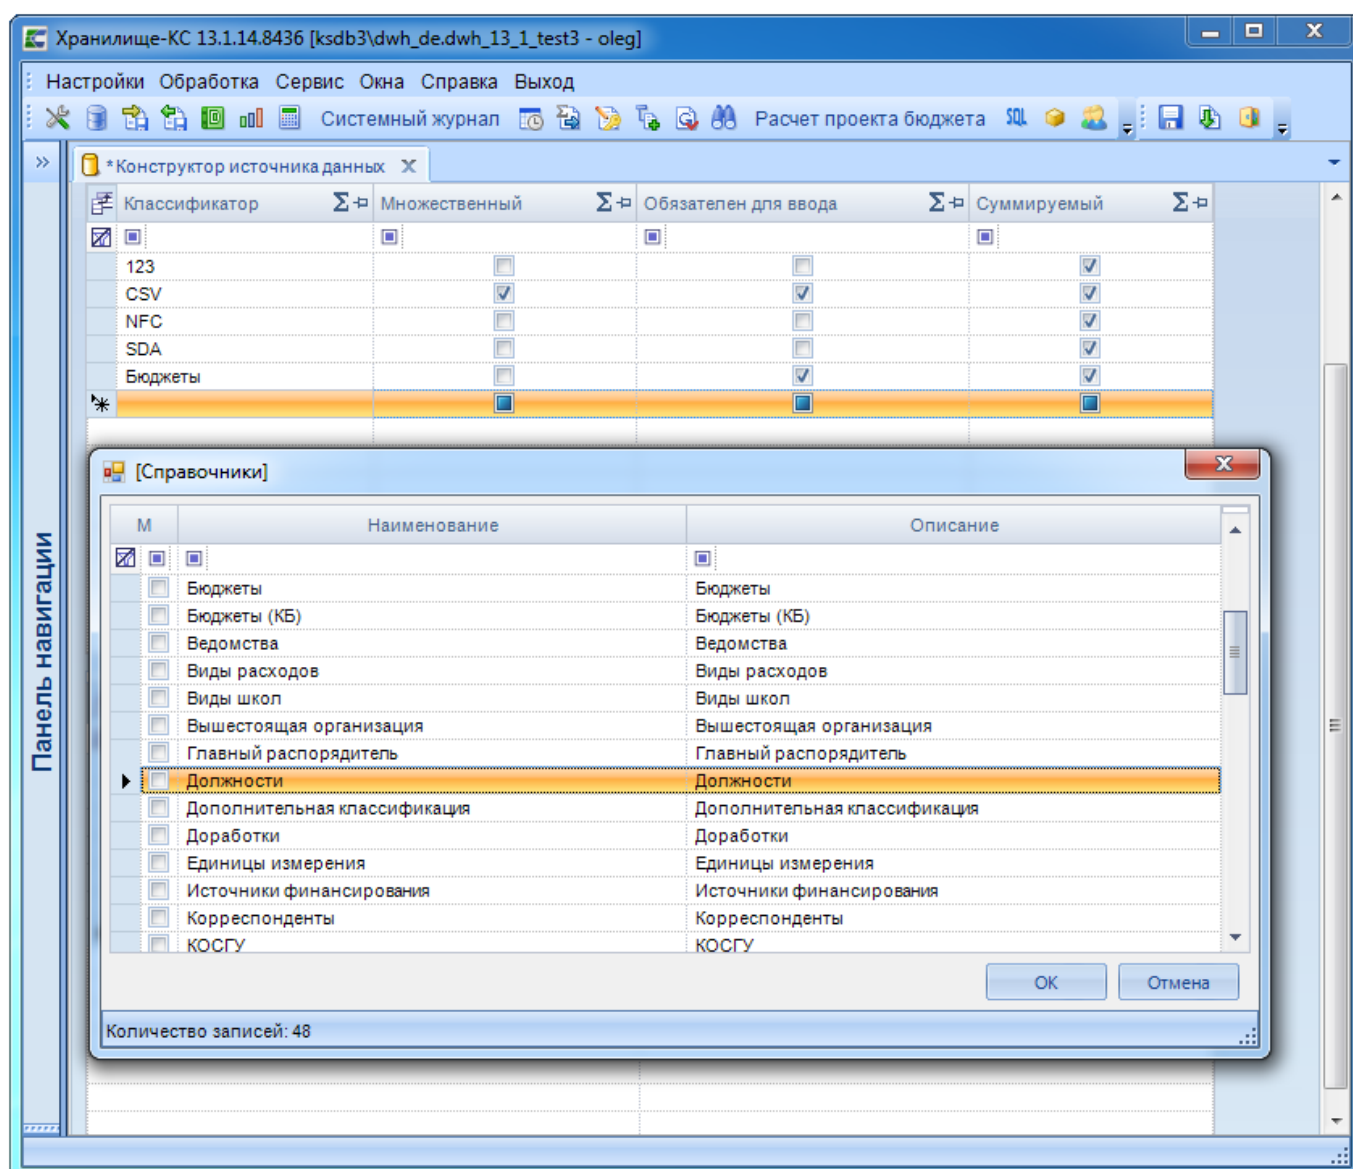 Хранилище-КС 13.1.14.8436 [ksdb3\dwh_de.dwh_13_1_test3 - oleg]
Настройки Обработка Сервис Окна Справка Выход
Системный журнал Расчет проекта бюджета SQL
*Конструктор источника данных
Классификатор Множественный Обязателен для ввода Суммируемый
123
CSV
NFC
SDA
Бюджеты
[Справочники]
М Наименование Описание
Бюджеты Бюджеты
Бюджеты (КБ) Бюджеты (КБ)
Ведомства Ведомства
Виды расходов Виды расходов
Виды школ Виды школ
Вышестоящая организация Вышестоящая организация
Главный распорядитель Главный распорядитель
Должности Должности
Дополнительная классификация Дополнительная классификация
Доработки Доработки
Единицы измерения Единицы измерения
Источники финансирования Источники финансирования
Корреспонденты Корреспонденты
КОСГУ КОСГУ
ОК Отмена
Количество записей: 48
Панель навигации